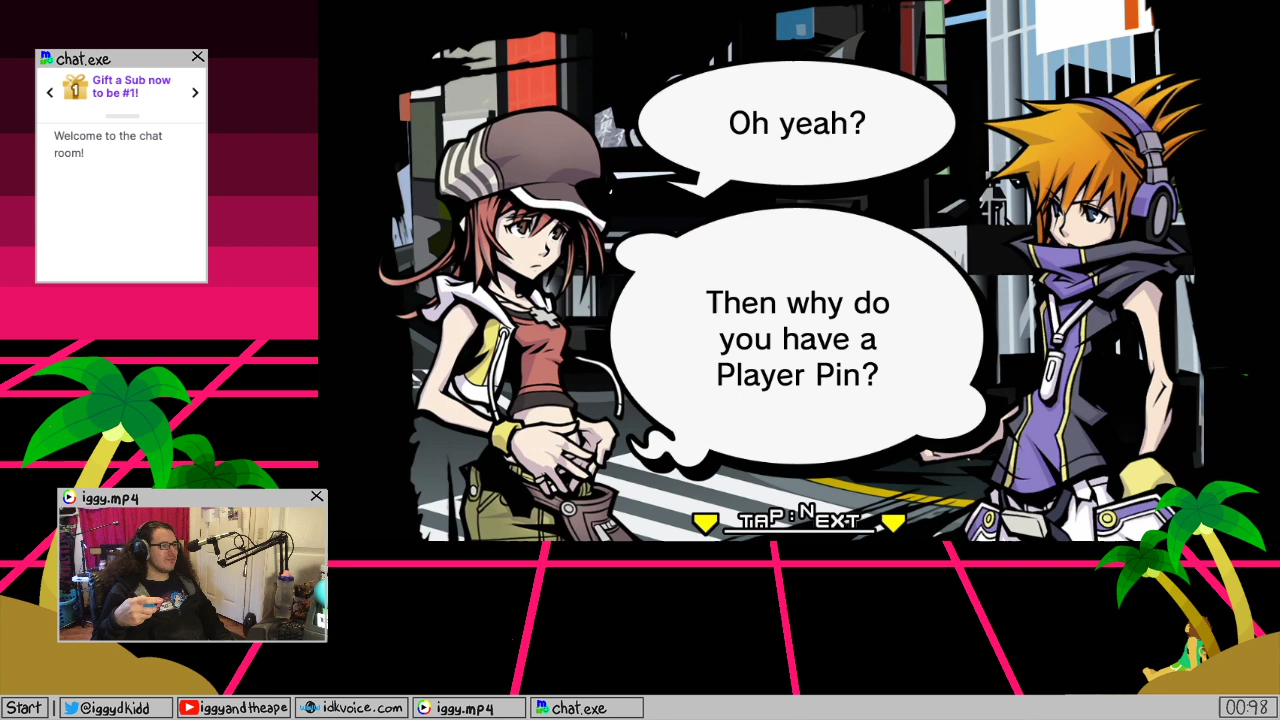 chat.exe
Gift a Sub now
to be #1!
1
Welcome to the chat
room!
Oh yeah?
Then why do
you have a
Player Pin?
TAP:NEXT
iggy.mp4
Start
@iggydkidd
iggyandtheape
idkvoice.com
iggy.mp4
chat.exe
00:98